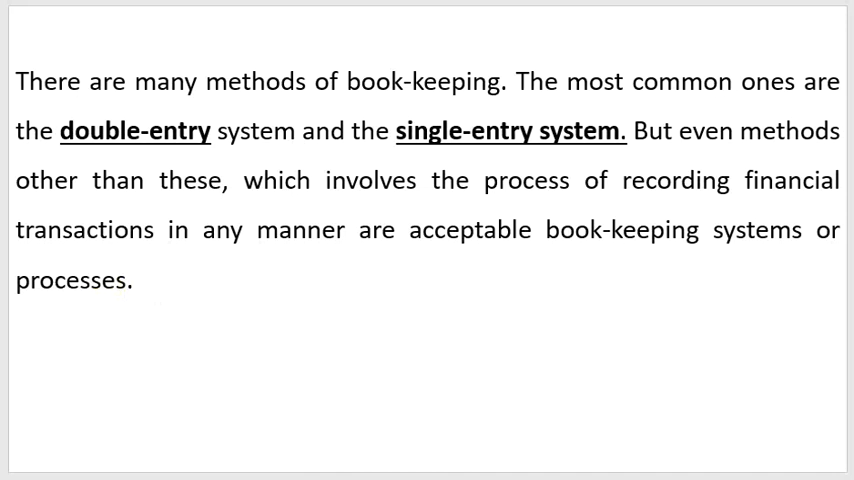 There are many methods of book-keeping. The most common ones are
the double-entry system and the single-entry system. But even methods
other than these, which involves the process of recording financial
transactions in any manner are acceptable book-keeping systems or
processes.